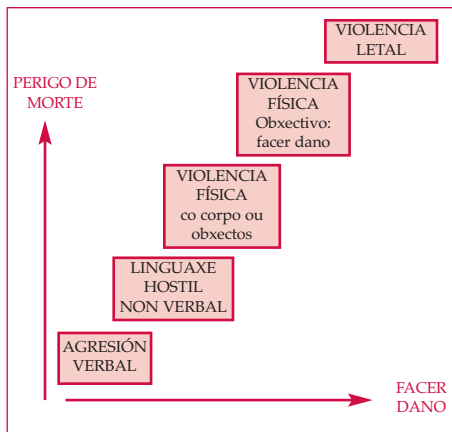 VIOLENCIA
LETAL
PERIGO DE
MORTE
VIOLENCIA
FÍSICA
Obxectivo:
facer dano
VIOLENCIA
FÍSICA
co corpo ou
obxectos
LINGUAXE
HOSTIL
NON VERBAL
AGRESIÓN
VERBAL
FACER
DANO